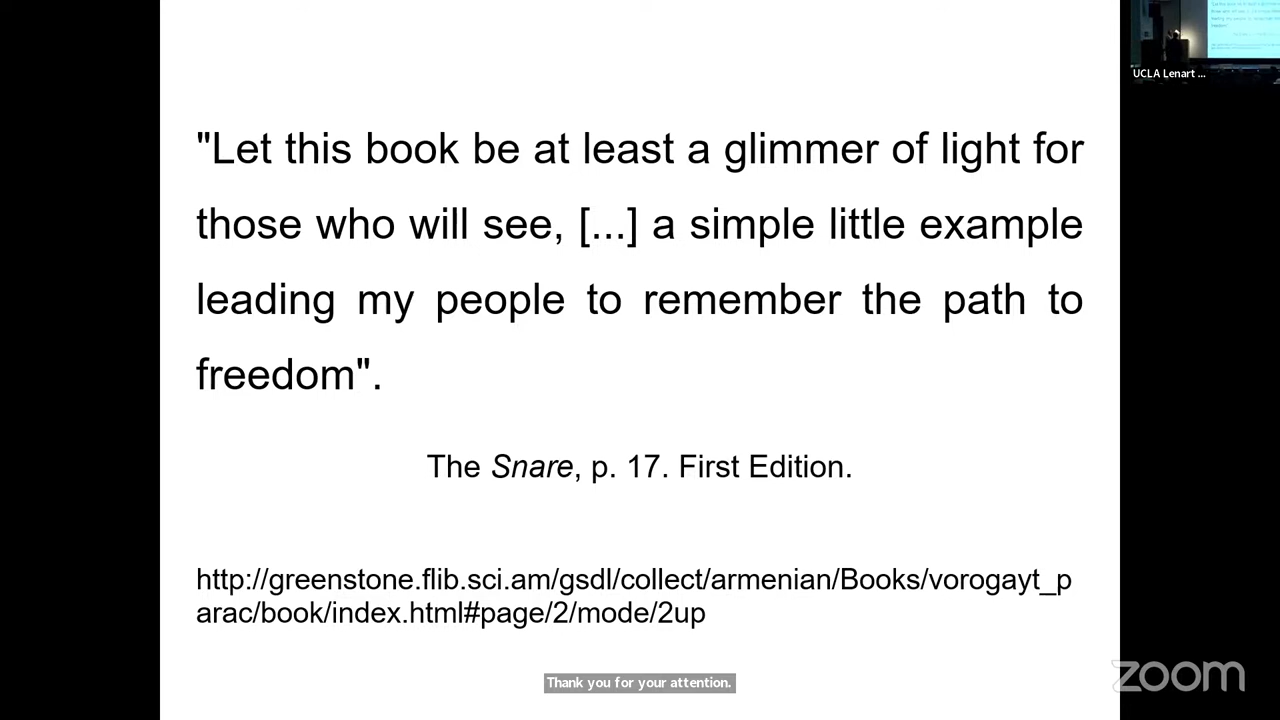 "Let this book be at least a glimmer of light for
those who will see, [...] a simple little example
leading my people to remember the path to
freedom".
The Snare, p. 17. First Edition.
http://greenstone.flib.sci.am/gsdl/collect/armenian/Books/vorogayt_p
arac/book/index.html#page/2/mode/2up
Thank you for your attention.
UCLA Lenart ...
zoom